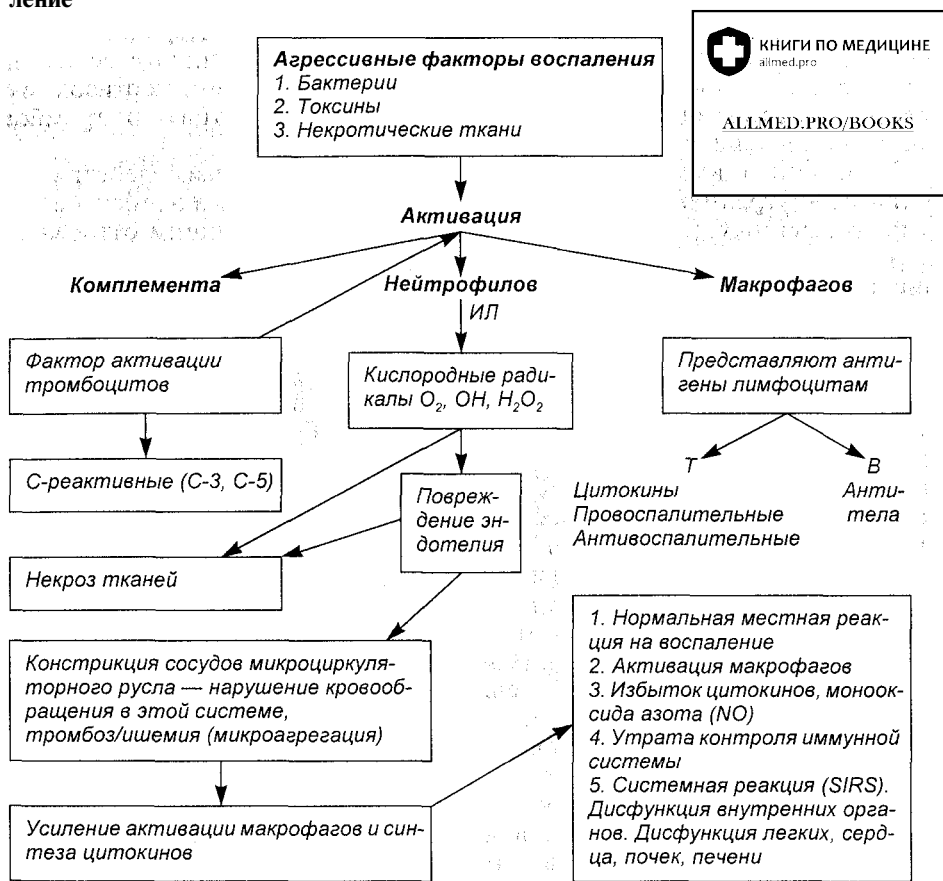 ление
КНИГИ ПО МЕДИЦИНЕ
allmed.pro
ALLMED.PRO/BOOKS
Агрессивные факторы воспаления
1. Бактерии
2. Токсины
3. Некротические ткани
Активация
Комплемента
Нейтрофилов
Макрофагов
ИЛ
Фактор активации
тромбоцитов
Кислородные ради-
калы O₂, OH, H₂O₂
Представляют анти-
гены лимфоцитам
С-реактивные (С-3, С-5)
Повреж-
дение эн-
дотелия
Т
Цитокины
Провоспалительные
Антивоспалительные
В
Анти-
тела
Некроз тканей
Констрикция сосудов микроциркуля-
торного русла — нарушение кровооб-
ращения в этой системе,
тромбоз/ишемия (микроагрегация)
Усиление активации макрофагов и син-
теза цитокинов
1. Нормальная местная реак-
ция на воспаление
2. Активация макрофагов
3. Избыток цитокинов, моноок-
сида азота (NO)
4. Утрата контроля иммунной
системы
5. Системная реакция (SIRS).
Дисфункция внутренних орга-
нов. Дисфункция легких, серд-
ца, почек, печени